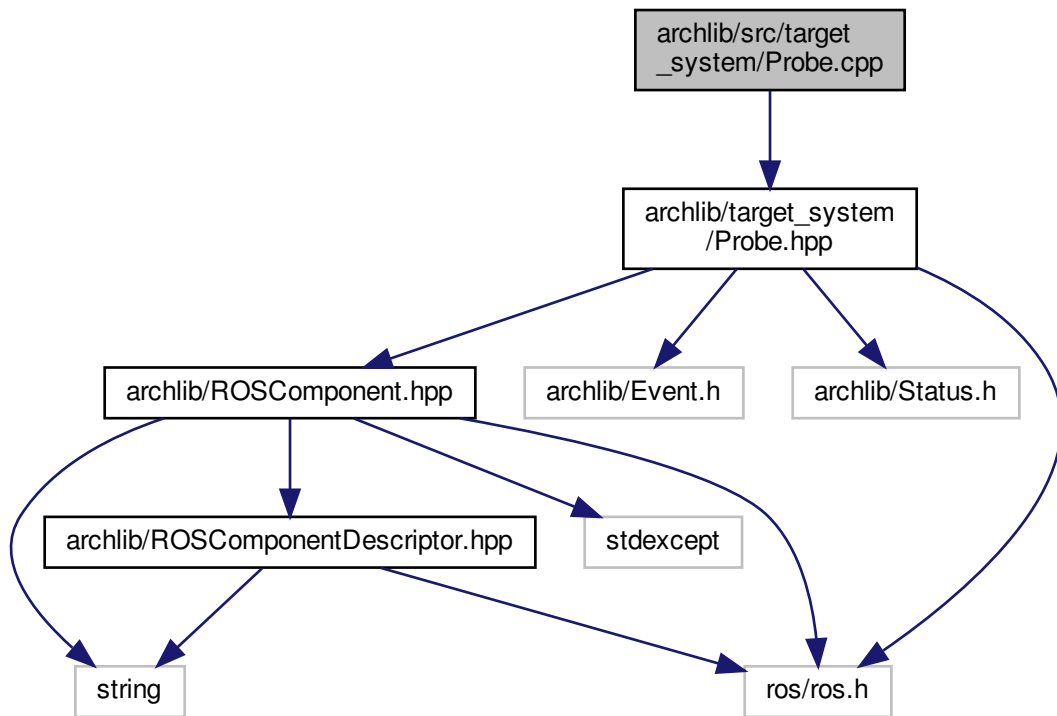 archlib/src/target
_system/Probe.cpp
archlib/target_system
/Probe.hpp
archlib/ROSComponent.hpp
archlib/Event.h
archlib/Status.h
archlib/ROSComponentDescriptor.hpp
stdexcept
string
ros/ros.h